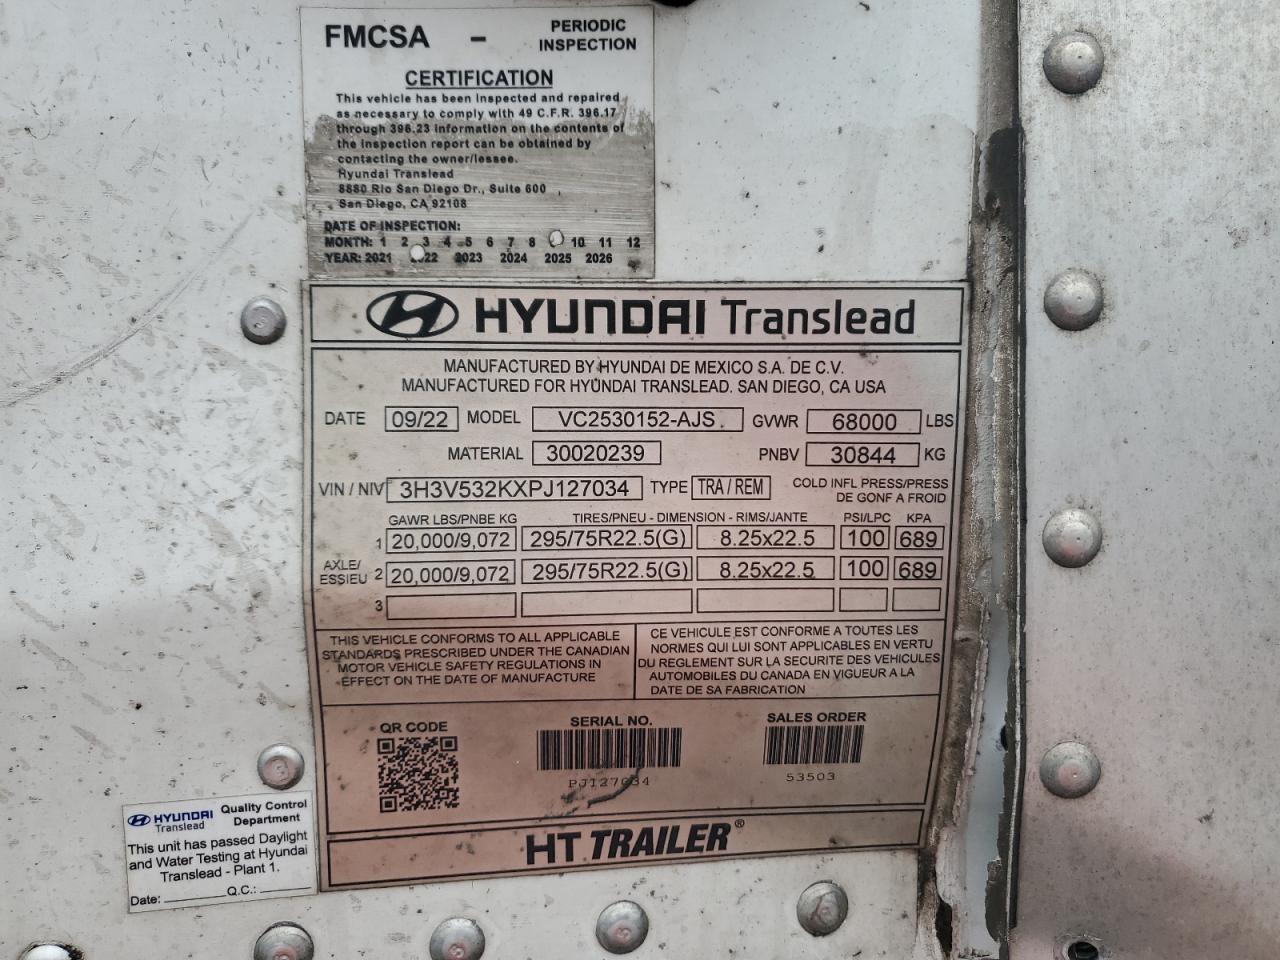 FMCSA - PERIODIC INSPECTION
CERTIFICATION
This vehicle has been inspected and repaired
as necessary to comply with 49 C.F.R. 396.17
through 396.23 information on the contents of
the inspection report can be obtained by
contacting the owner/lessee.
Hyundai Translead
8880 Rio San Diego Dr., Suite 600
San Diego, CA 92108
DATE OF INSPECTION:
MONTH: 1 2 3 4 5 6 7 8 10 11 12
YEAR: 2021 2022 2023 2024 2025 2026
HYUNDAI Translead
MANUFACTURED BY HYUNDAI DE MEXICO S.A. DE C.V.
MANUFACTURED FOR HYUNDAI TRANSLEAD. SAN DIEGO, CA USA
DATE 09/22 MODEL VC2530152-AJS GVWR 68000 LBS
MATERIAL 30020239 PNBV 30844 KG
VIN / NIV 3H3V532KXPJ127034 TYPE TRA / REM COLD INFL PRESS/PRESS
DE GONF A FROID
GAWR LBS/PNBE KG TIRES/PNEU - DIMENSION - RIMS/JANTE PSI/LPC KPA
1 20,000/9,072 295/75R22.5(G) 8.25x22.5 100 689
AXLE/
ESSIEU 2 20,000/9,072 295/75R22.5(G) 8.25x22.5 100 689
3
THIS VEHICLE CONFORMS TO ALL APPLICABLE
STANDARDS PRESCRIBED UNDER THE CANADIAN
MOTOR VEHICLE SAFETY REGULATIONS IN
EFFECT ON THE DATE OF MANUFACTURE
CE VEHICULE EST CONFORME A TOUTES LES
NORMES QUI LUI SONT APPLICABLES EN VERTU
DU REGLEMENT SUR LA SECURITE DES VEHICULES
AUTOMOBILES DU CANADA EN VIGUEUR A LA
DATE DE SA FABRICATION
QR CODE SERIAL NO. SALES ORDER
PJ127034 53503
HT TRAILER®
HYUNDAI Translead Quality Control Department
This unit has passed Daylight
and Water Testing at Hyundai
Translead - Plant 1.
Date: Q.C.: